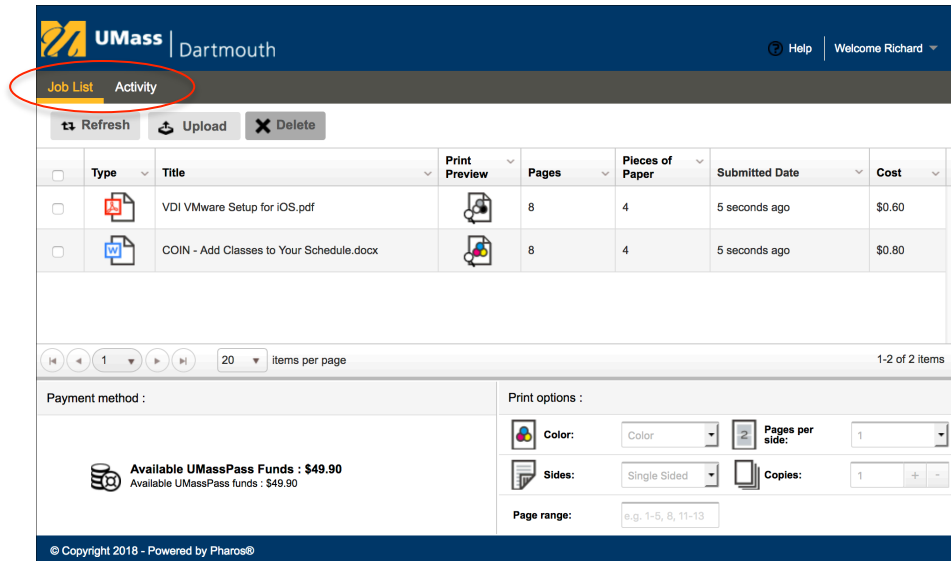 UMass
Dartmouth
Help
Welcome Richard
Job List
Activity
Refresh
Upload
Delete
Type
Title
Print Preview
Pages
Pieces of Paper
Submitted Date
Cost
VDI VMware Setup for iOS.pdf
8
4
5 seconds ago
$0.60
W
COIN - Add Classes to Your Schedule.docx
8
4
5 seconds ago
$0.80
1
20
items per page
1-2 of 2 items
Payment method :
Available UMassPass Funds : $49.90
Available UMassPass funds : $49.90
Print options :
Color:
Color
2
Pages per side:
1
Sides:
Single Sided
Copies:
1
+
-
Page range:
e.g. 1-5, 8, 11-13
© Copyright 2018 - Powered by Pharos®